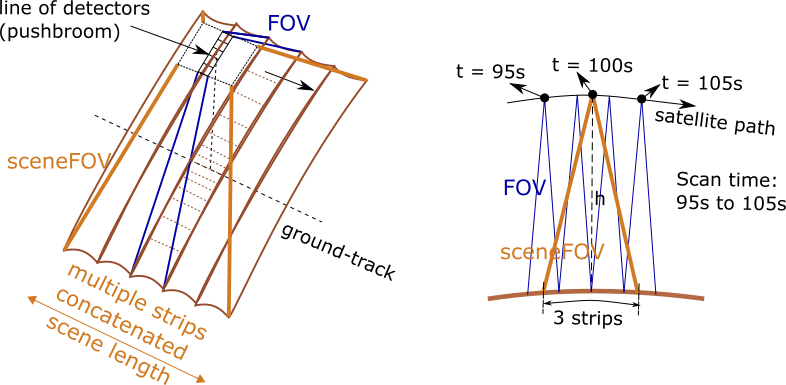 line of detectors
(pushbroom)
FOV
sceneFOV
ground-track
multiple strips
concatenated
scene length
t = 95s
t = 100s
t = 105s
satellite path
FOV
h
Scan time:
95s to 105s
sceneFOV
3 strips